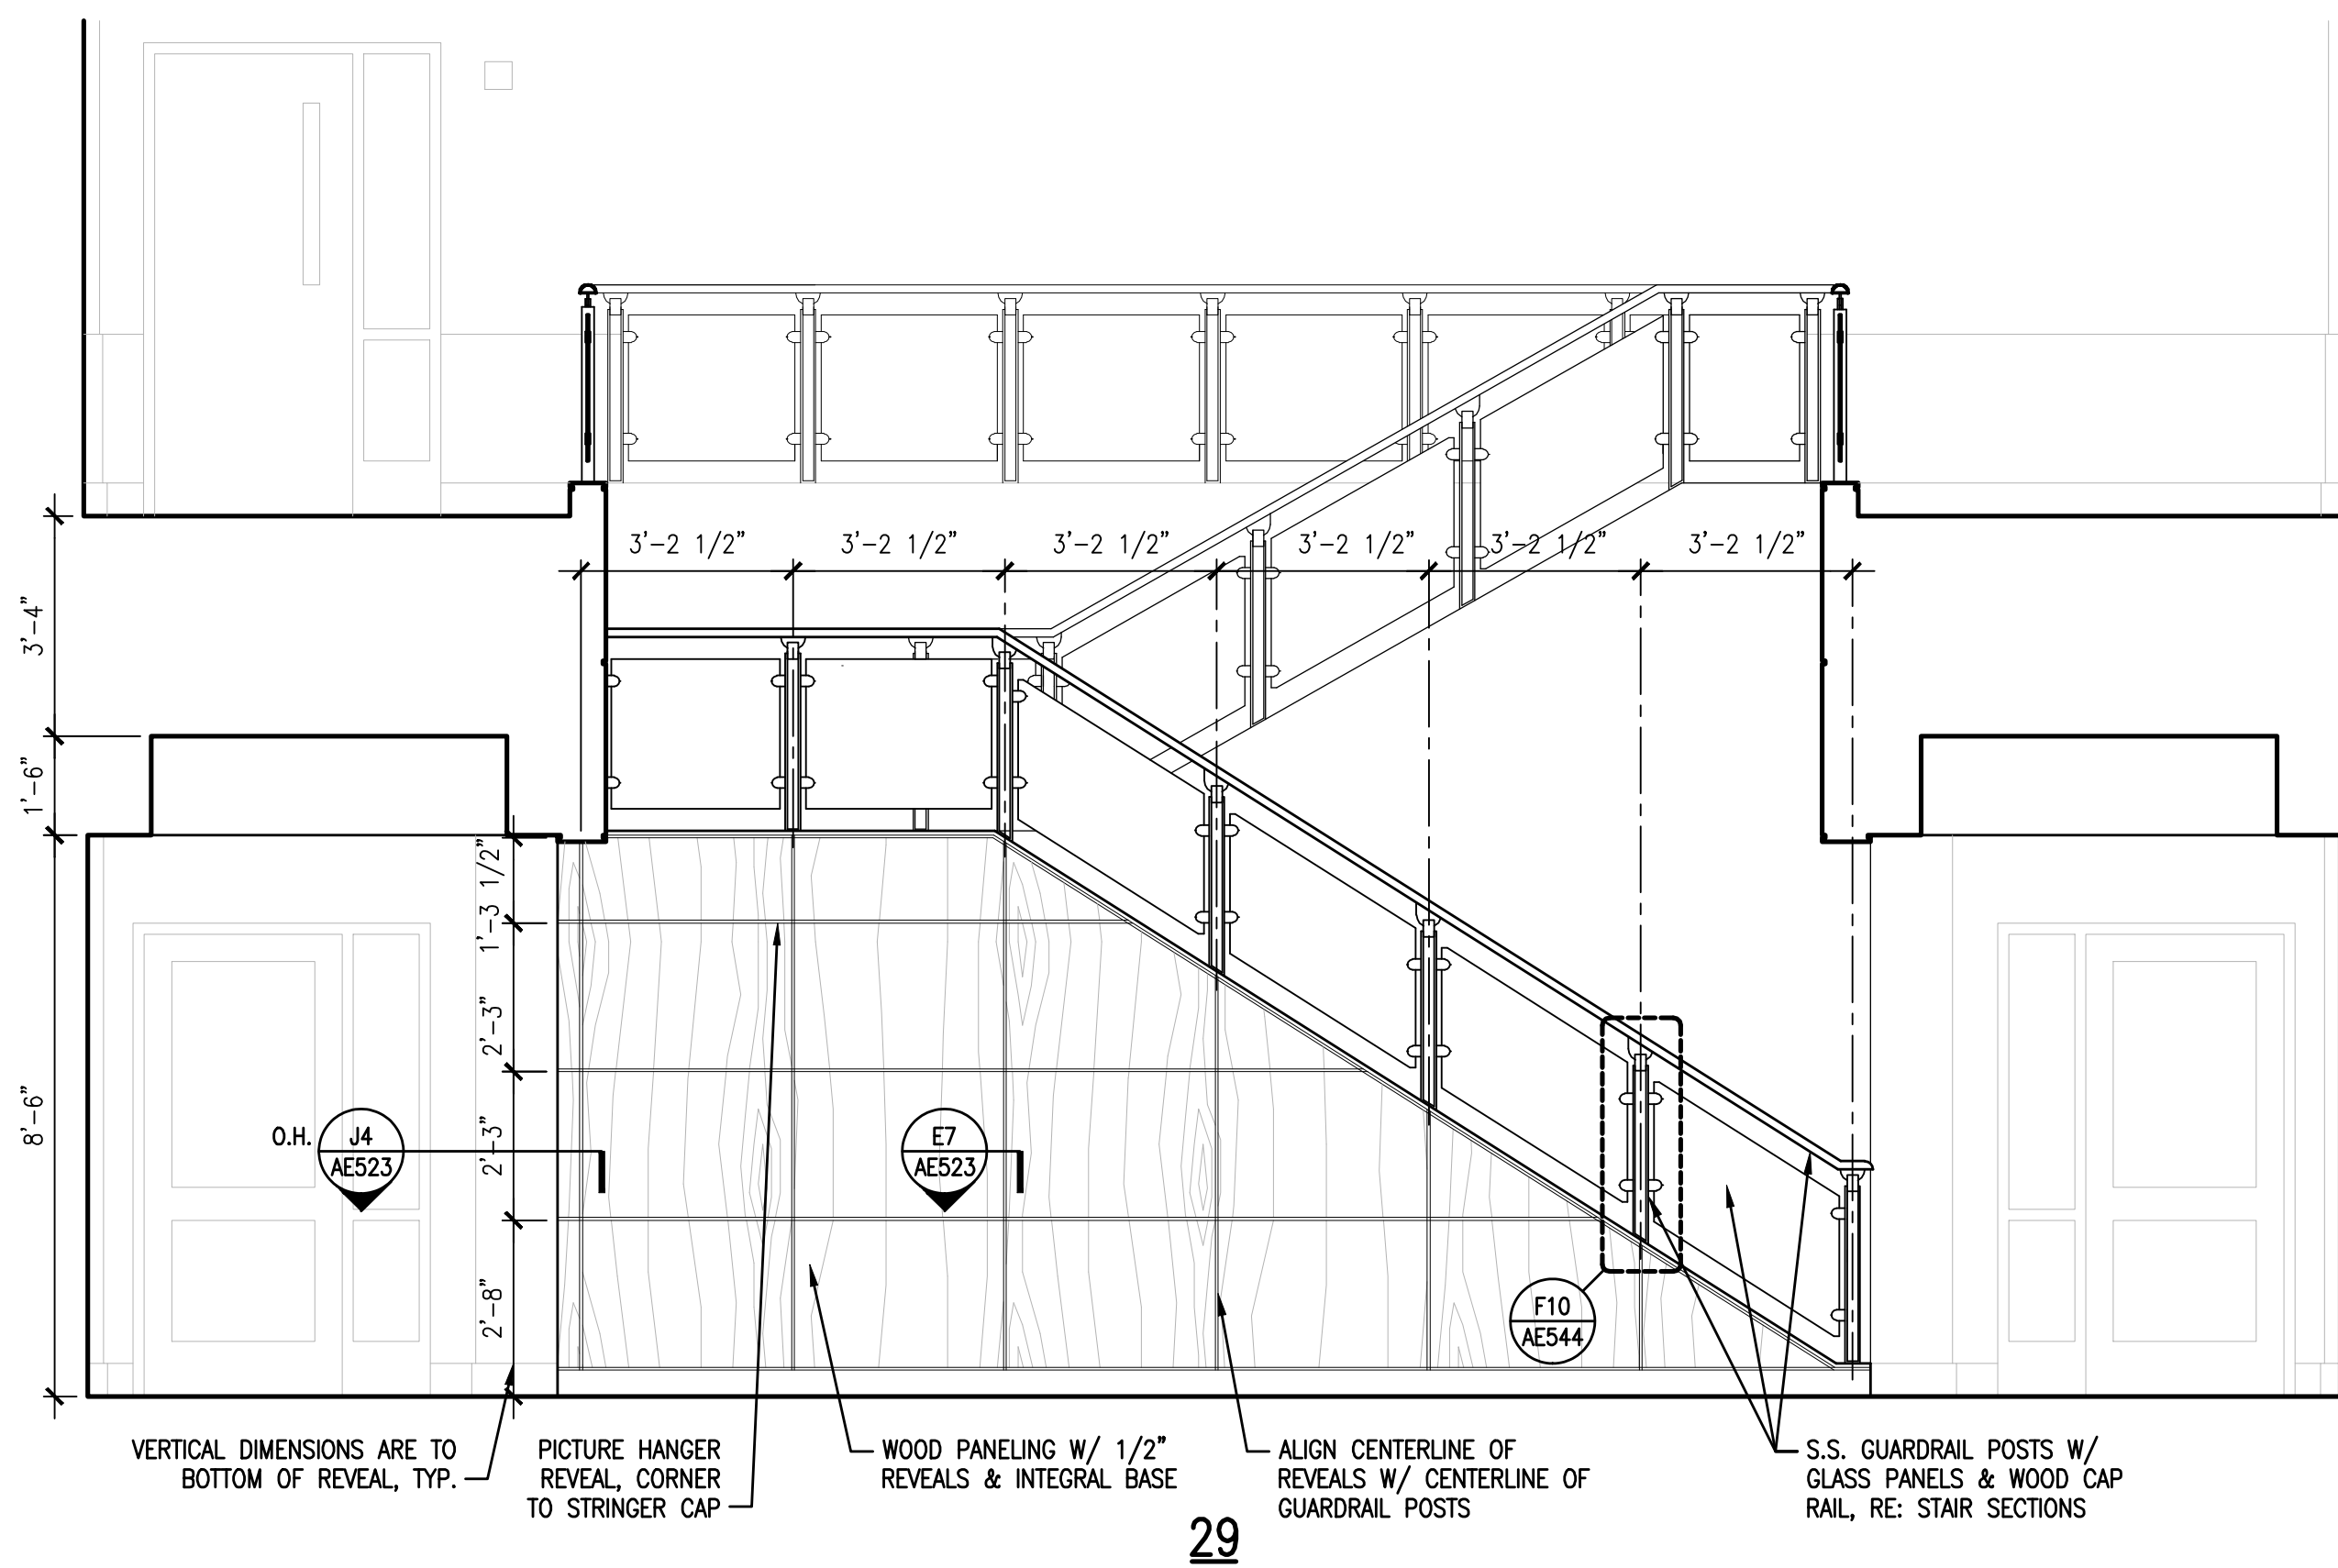 3'-2 1/2"
3'-2 1/2"
3'-2 1/2"
3'-2 1/2"
3'-2 1/2"
3'-2 1/2"
3'-4"
1'-6"
8'-6"
1'-3 1/2"
2'-3"
2'-3"
2'-8"
O.H.
J4
AE523
E7
AE523
F10
AE544
VERTICAL DIMENSIONS ARE TO
BOTTOM OF REVEAL, TYP.
PICTURE HANGER
REVEAL, CORNER
TO STRINGER CAP
WOOD PANELING W/ 1/2"
REVEALS & INTEGRAL BASE
ALIGN CENTERLINE OF
REVEALS W/ CENTERLINE OF
GUARDRAIL POSTS
S.S. GUARDRAIL POSTS W/
GLASS PANELS & WOOD CAP
RAIL, RE: STAIR SECTIONS
29